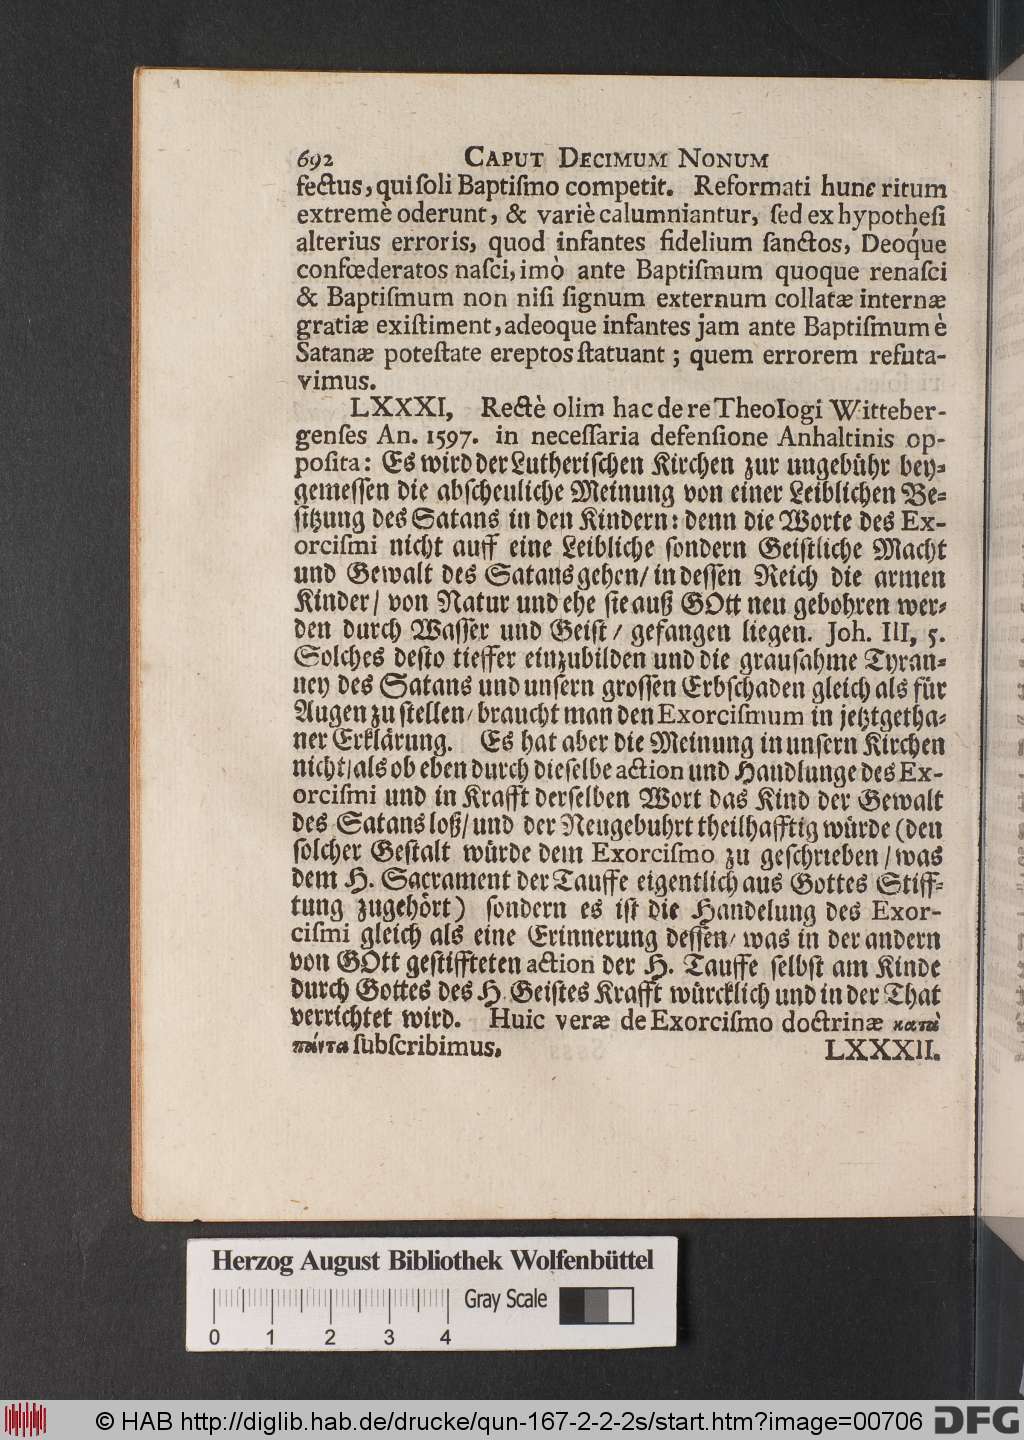 692 CAPUT DECIMUM NONUM
fectus, qui ſoli Baptiſmo competit. Reformati hunc ritum
extremè oderunt, & variè calumniantur, ſed ex hypotheſi
alterius erroris, quod infantes fidelium ſanctos, Deoq́ue
confœderatos naſci, imò ante Baptiſmum quoque renaſci
& Baptiſmum non niſi ſignum externum collatæ internæ
gratiæ exiſtiment, adeoque infantes jam ante Baptiſmum è
Satanæ poteſtate ereptos ſtatuant ; quem errorem refuta-
vimus.
LXXXI, Rectè olim hac de re Theologi Witteber-
genſes An. 1597. in neceſſaria defenſione Anhaltinis op-
poſita: Es wird der Lutheriſchen Kirchen zur ungebühr bey-
gemeſſen die abſcheuliche Meinung von einer Leiblichen Be-
ſitzung des Satans in den Kindern: denn die Worte des Ex-
orciſmi nicht auff eine Leibliche ſondern Geiſtliche Macht
und Gewalt des Satans gehen/ in deſſen Reich die armen
Kinder/ von Natur und ehe ſie auß GOtt neu gebohren wer-
den durch Waſſer und Geiſt/ gefangen liegen. Joh. III, 5.
Solches deſto tieffer einzubilden und die grauſahme Tyran-
ney des Satans und unſern groſſen Erbſchaden gleich als für
Augen zu ſtellen/ braucht man den Exorciſmum in jetztgetha-
ner Erklärung. Es hat aber die Meinung in unſern Kirchen
nicht/ als ob eben durch dieſelbe action und Handlunge des Ex-
orciſmi und in Krafft derſelben Wort das Kind der Gewalt
des Satans loß/ und der Neugebuhrt theilhafftig würde (den
ſolcher Geſtalt würde dem Exorciſmo zu geſchrieben/ was
dem H. Sacrament der Tauffe eigentlich aus Gottes Stiff-
tung zugehört) ſondern es iſt die Handelung des Exor-
ciſmi gleich als eine Erinnerung deſſen/ was in der andern
von GOtt geſtiffteten action der H. Tauffe ſelbſt am Kinde
durch Gottes des H. Geiſtes Krafft würcklich und in der That
verrichtet wird. Huic veræ de Exorciſmo doctrinæ κατὰ
πάντα ſubſcribimus.
LXXXII.
Herzog August Bibliothek Wolfenbüttel
Gray Scale
0 1 2 3 4
© HAB http://diglib.hab.de/drucke/qun-167-2-2-2s/start.htm?image=00706
DFG